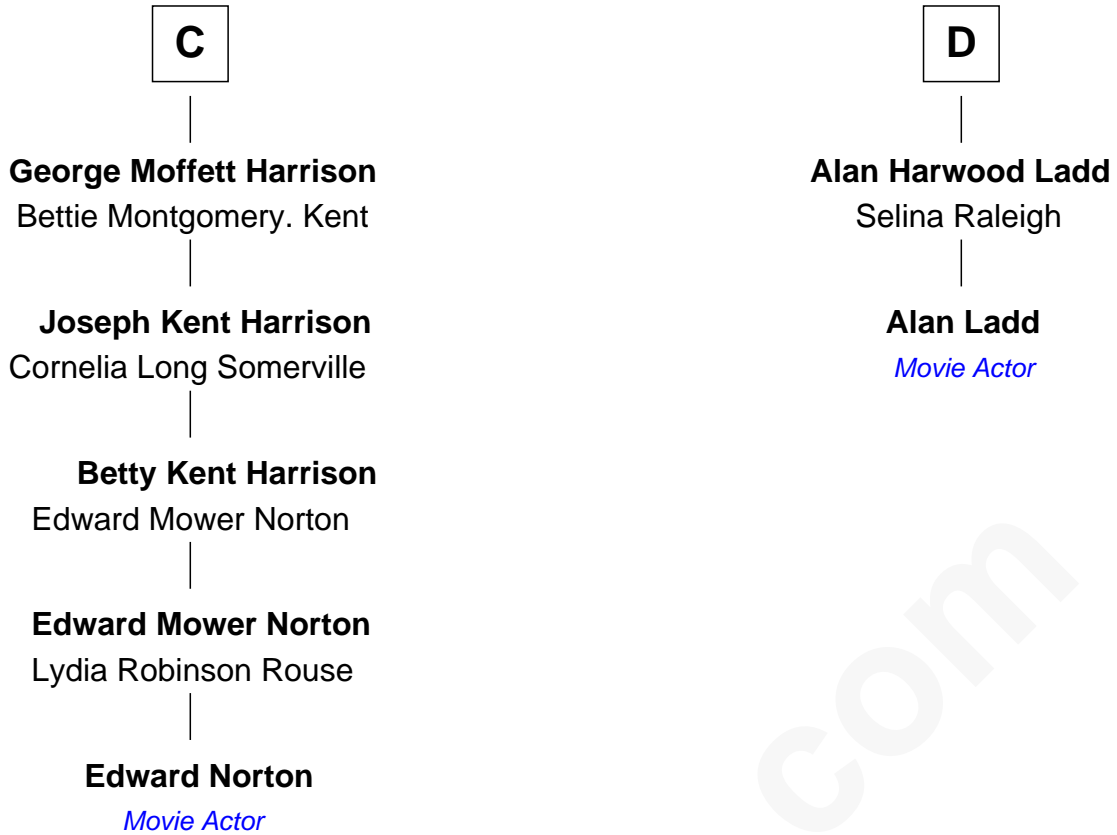 C
George Moffett Harrison
Bettie Montgomery. Kent
Joseph Kent Harrison
Cornelia Long Somerville
Betty Kent Harrison
Edward Mower Norton
Edward Mower Norton
Lydia Robinson Rouse
Edward Norton
Movie Actor
D
Alan Harwood Ladd
Selina Raleigh
Alan Ladd
Movie Actor
com